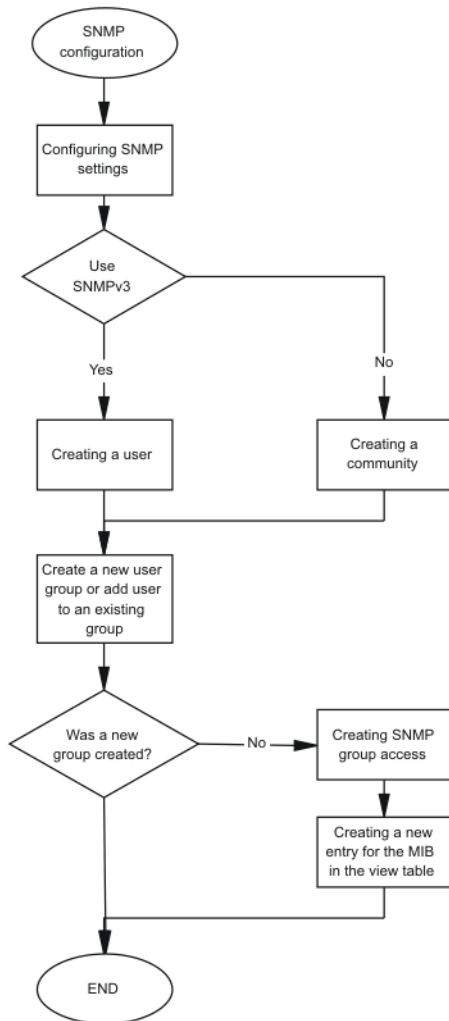 SNMP
configuration
Configuring SNMP
settings
Use
SNMPv3
Yes
No
Creating a user
Creating a
community
Create a new user
group or add user
to an existing
group
Was a new
group created?
No
Creating SNMP
group access
Creating a new
entry for the MIB
in the view table
END